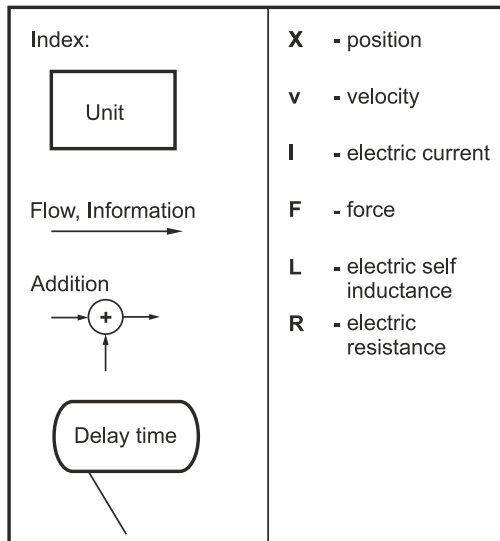 Index:
Unit
Flow, Information
Addition
+
Delay time
X - position
v - velocity
I - electric current
F - force
L - electric self
inductance
R - electric
resistance